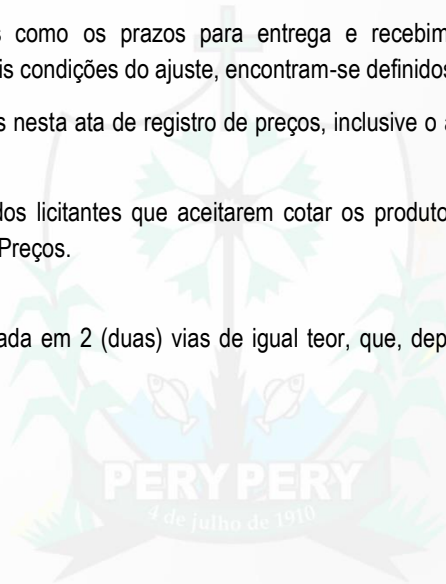 s como os prazos para entrega e recebim
is condições do ajuste, encontram-se definidos
s nesta ata de registro de preços, inclusive o a
dos licitantes que aceitarem cotar os produto
Preços.
ada em 2 (duas) vias de igual teor, que, dep
PERY PERY
4 de julho de 1910